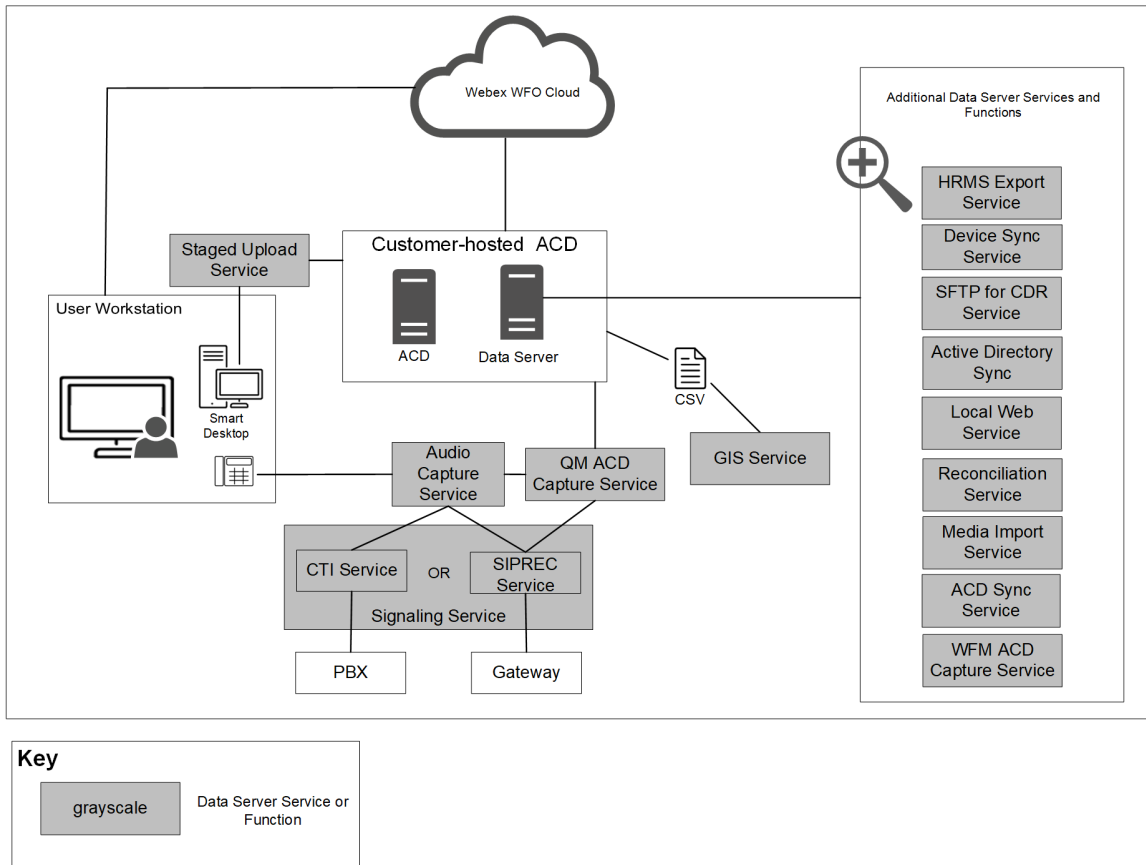 Webex WFO Cloud
Additional Data Server Services and
Functions
HRMS Export
Service
Device Sync
Service
SFTP for CDR
Service
Active Directory
Sync
Local Web
Service
Reconciliation
Service
Media Import
Service
ACD Sync
Service
WFM ACD
Capture Service
Customer-hosted ACD
ACD
Data Server
Staged Upload
Service
User Workstation
Smart
Desktop
CSV
GIS Service
Audio
Capture
Service
QM ACD
Capture Service
CTI Service
OR
SIPREC
Service
Signaling Service
PBX
Gateway
Key
grayscale
Data Server Service or
Function